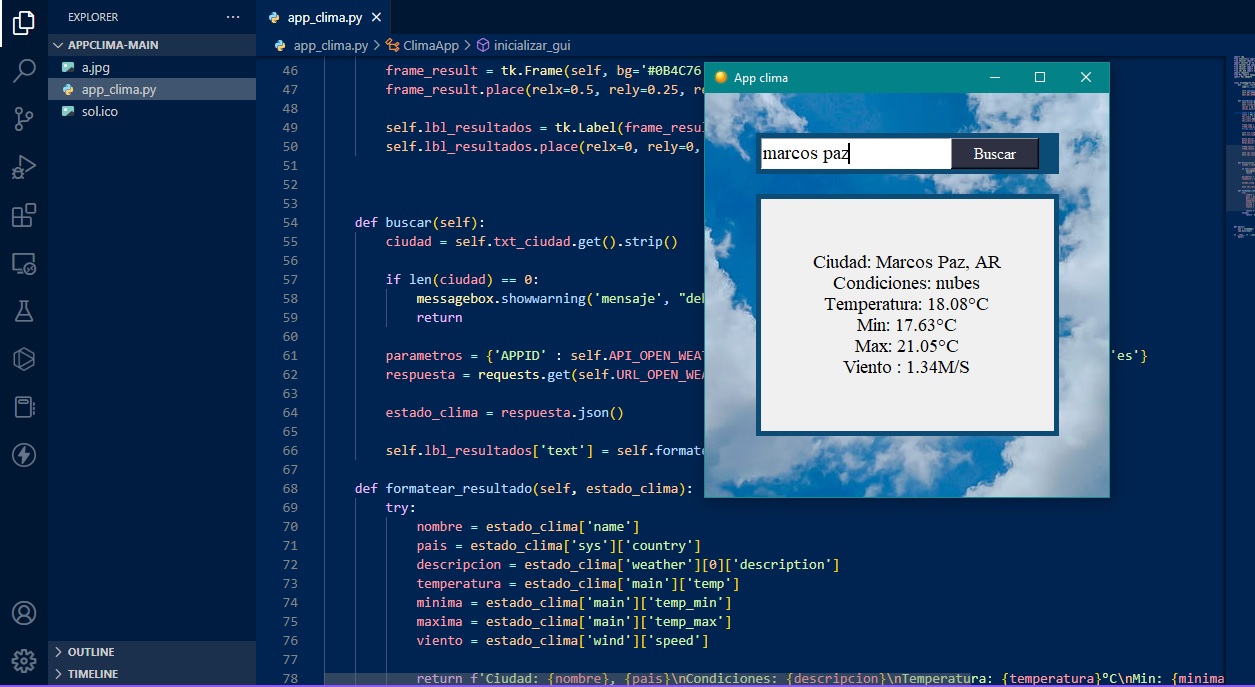 EXPLORER
···
app_clima.py
APPCLIMA-MAIN
app_clima.py > ClimaApp > inicializar_gui
a.jpg
app_clima.py
sol.ico
46 frame_result = tk.Frame(self, bg='#0B4C76
47 frame_result.place(relx=0.5, rely=0.25, re
48
49 self.lbl_resultados = tk.Label(frame_resu
50 self.lbl_resultados.place(relx=0, rely=0,
51
52
53
54 def buscar(self):
55 ciudad = self.txt_ciudad.get().strip()
56
57 if len(ciudad) == 0:
58 messagebox.showwarning('mensaje', "del
59 return
60
61 parametros = {'APPID' : self.API_OPEN_WEAT 'es'}
62 respuesta = requests.get(self.URL_OPEN_WEA
63
64 estado_clima = respuesta.json()
65
66 self.lbl_resultados['text'] = self.formate
67
68 def formatear_resultado(self, estado_clima):
69 try:
70 nombre = estado_clima['name']
71 pais = estado_clima['sys']['country']
72 descripcion = estado_clima['weather'][0]['description']
73 temperatura = estado_clima['main']['temp']
74 minima = estado_clima['main']['temp_min']
75 maxima = estado_clima['main']['temp_max']
76 viento = estado_clima['wind']['speed']
77
78 return f'Ciudad: {nombre}, {pais}\nCondiciones: {descripcion}\nTemperatura: {temperatura}ºC\nMin: {minima
App clima
marcos paz
Buscar
Ciudad: Marcos Paz, AR
Condiciones: nubes
Temperatura: 18.08°C
Min: 17.63°C
Max: 21.05°C
Viento : 1.34M/S
OUTLINE
TIMELINE